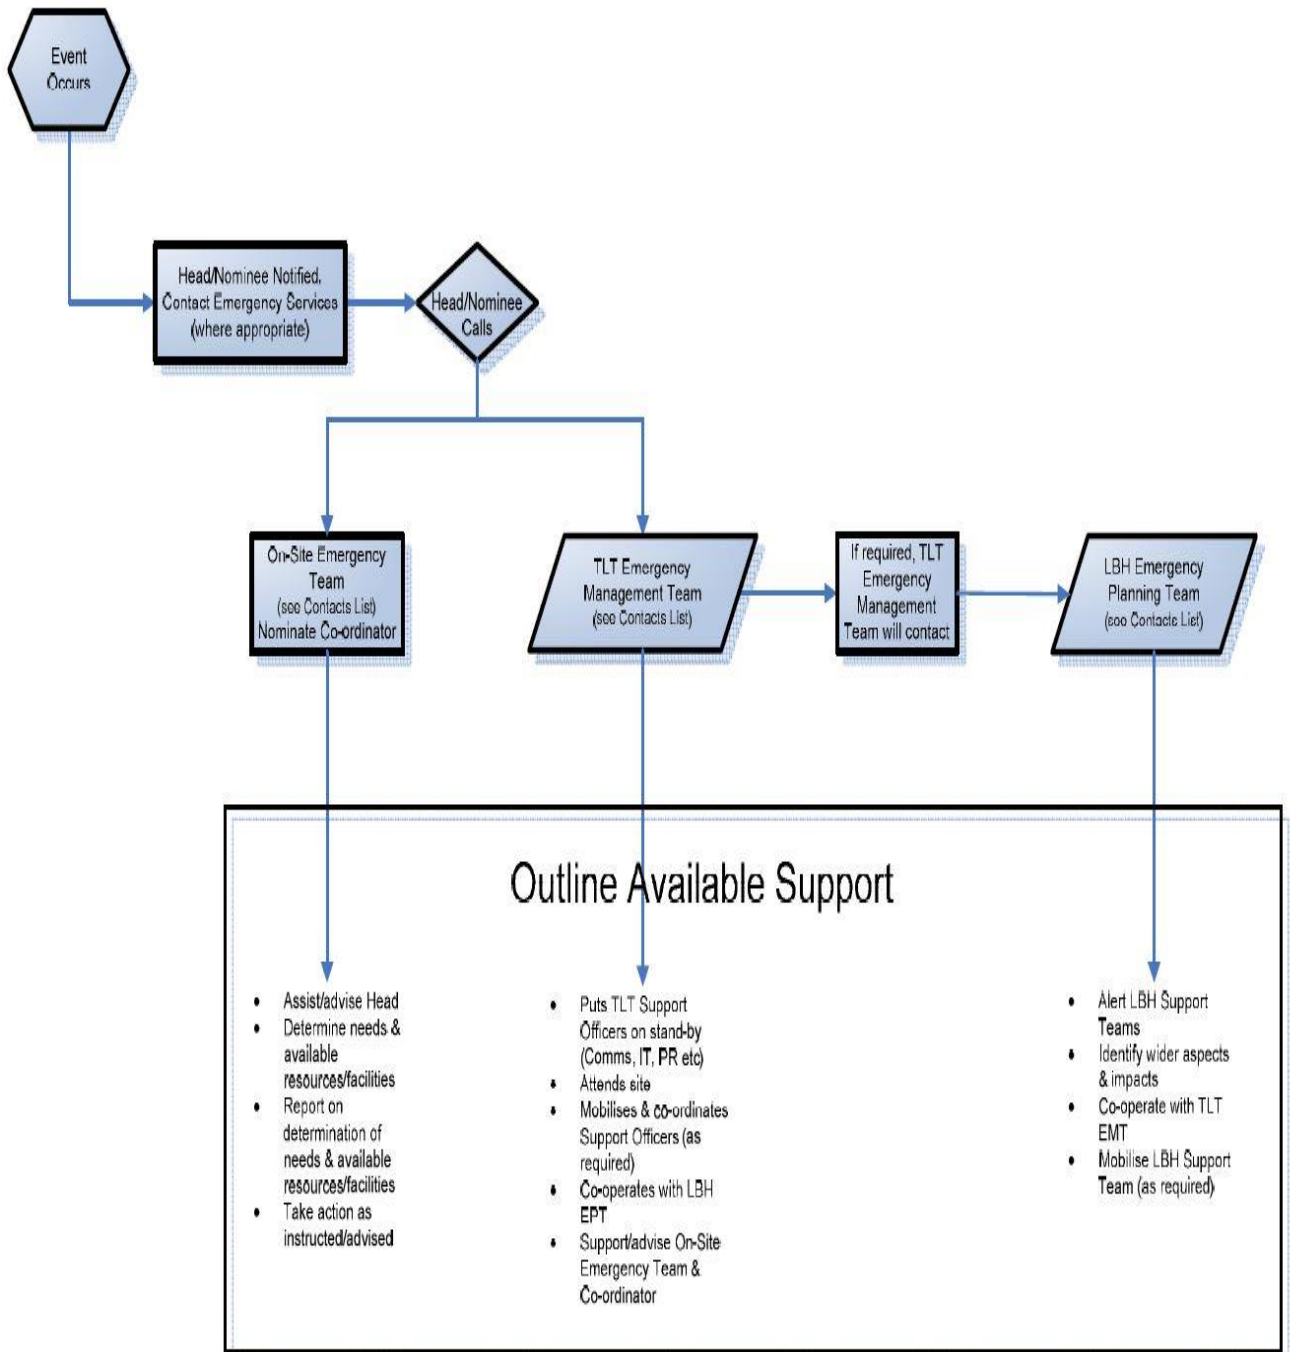 Event
Occurs
Head/Nominee Notified.
Contact Emergency Services
(where appropriate)
Head/Nominee
Calls
On-Site Emergency
Team
(see Contacts List)
Nominate Co-ordinator
TLT Emergency
Management Team
(see Contacts List)
If required, TLT
Emergency
Management
Team will contact
LBH Emergency
Planning Team
(see Contacts List)
Outline Available Support
• Assist/advise Head
• Determine needs &
available
resources/facilities
• Report on
determination of
needs & available
resources/facilities
• Take action as
instructed/advised
• Puts TLT Support
Officers on stand-by
(Comms, IT, PR etc)
• Attends site
• Mobilises & co-ordinates
Support Officers (as
required)
• Co-operates with LBH
EPT
• Support/advise On-Site
Emergency Team &
Co-ordinator
• Alert LBH Support
Teams
• Identify wider aspects
& impacts
• Co-operate with TLT
EMT
• Mobilise LBH Support
Team (as required)